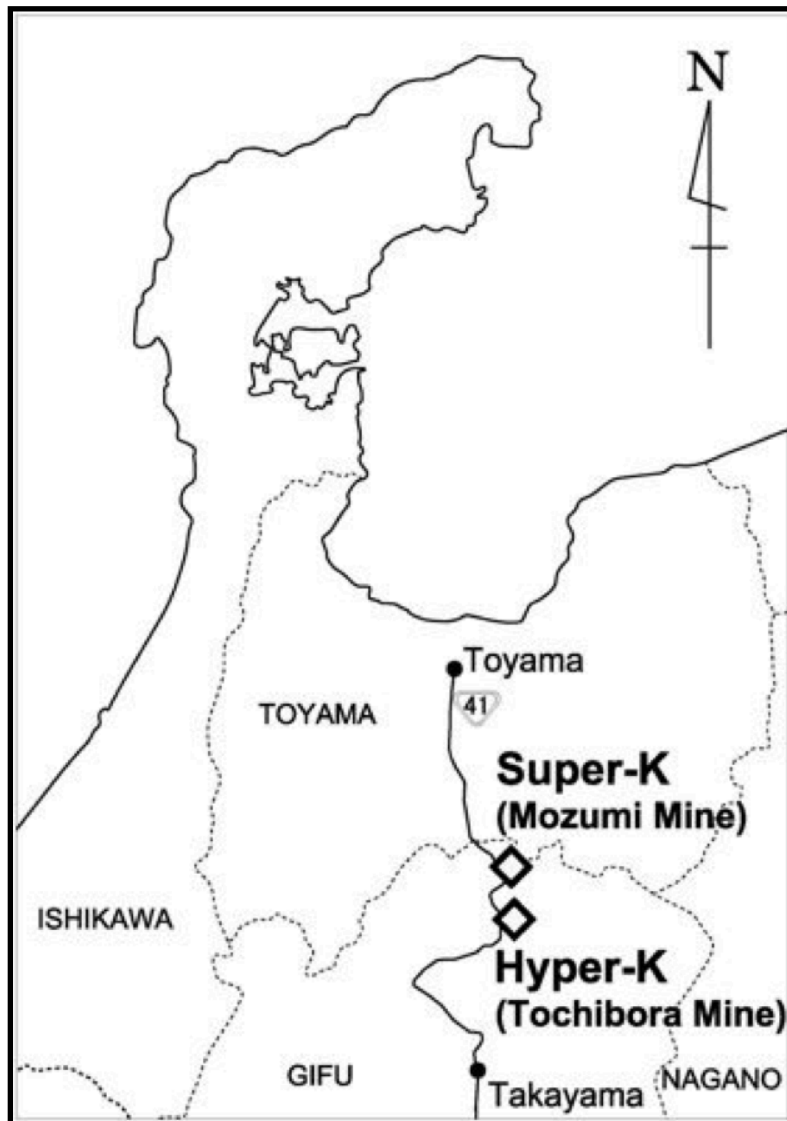 N
Toyama
41
TOYAMA
Super-K
(Mozumi Mine)
ISHIKAWA
Hyper-K
(Tochibora Mine)
GIFU
NAGANO
Takayama